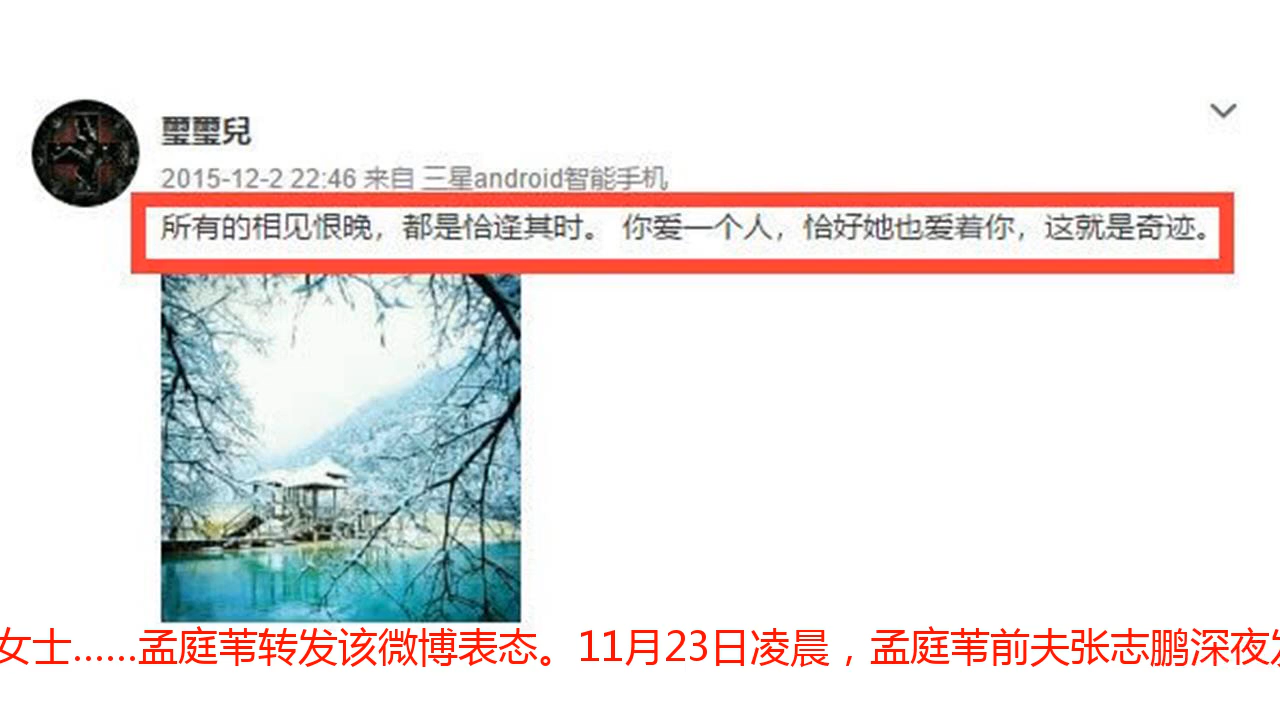 璽璽兒
2015-12-2 22:46 来自 三星android智能手机
所有的相见恨晚，都是恰逢其时。 你爱一个人，恰好她也爱着你，这就是奇迹。
女士......孟庭苇转发该微博表态。11月23日凌晨，孟庭苇前夫张志鹏深夜发